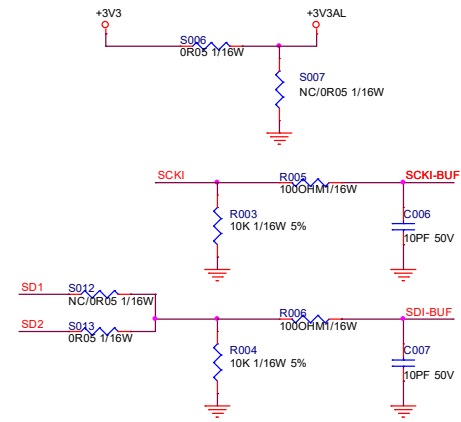 +3V3
+3V3AL
S006
0R05 1/16W
S007
NC/0R05 1/16W
SCKI
R005
100OHM1/16W
SCKI-BUF
R003
10K 1/16W 5%
C006
10PF 50V
SD1
S012
NC/0R05 1/16W
SD2
S013
0R05 1/16W
R006
100OHM1/16W
SDI-BUF
R004
10K 1/16W 5%
C007
10PF 50V